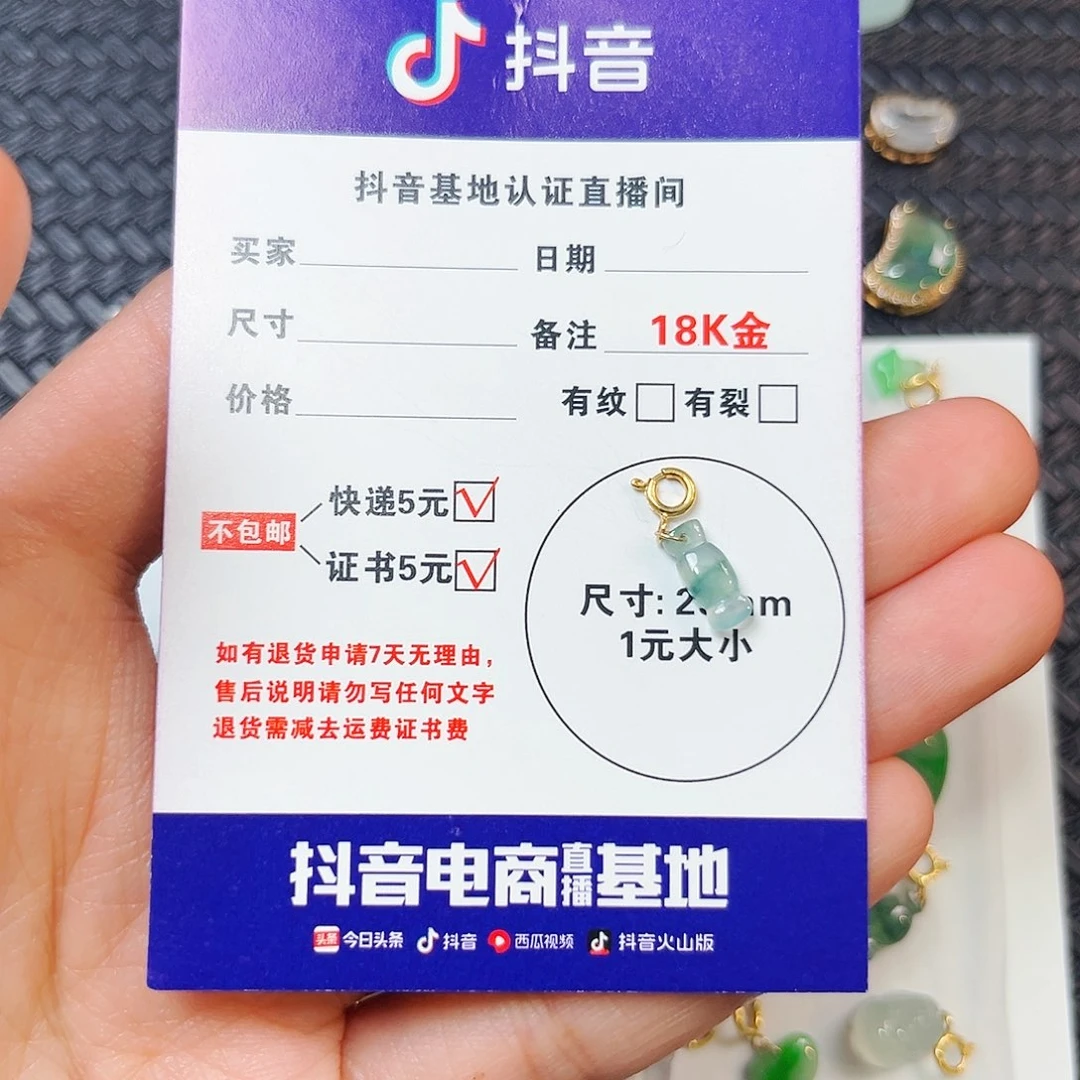 抖音
抖音基地认证直播间
买家 日期
尺寸 备注 18K金
价格 有纹 有裂
不包邮
快递5元
证书5元
尺寸: 2 m
1元大小
如有退货申请7天无理由，
售后说明请勿写任何文字
退货需减去运费证书费
抖音电商直播基地
头条 今日头条 抖音 西瓜视频 抖音火山版